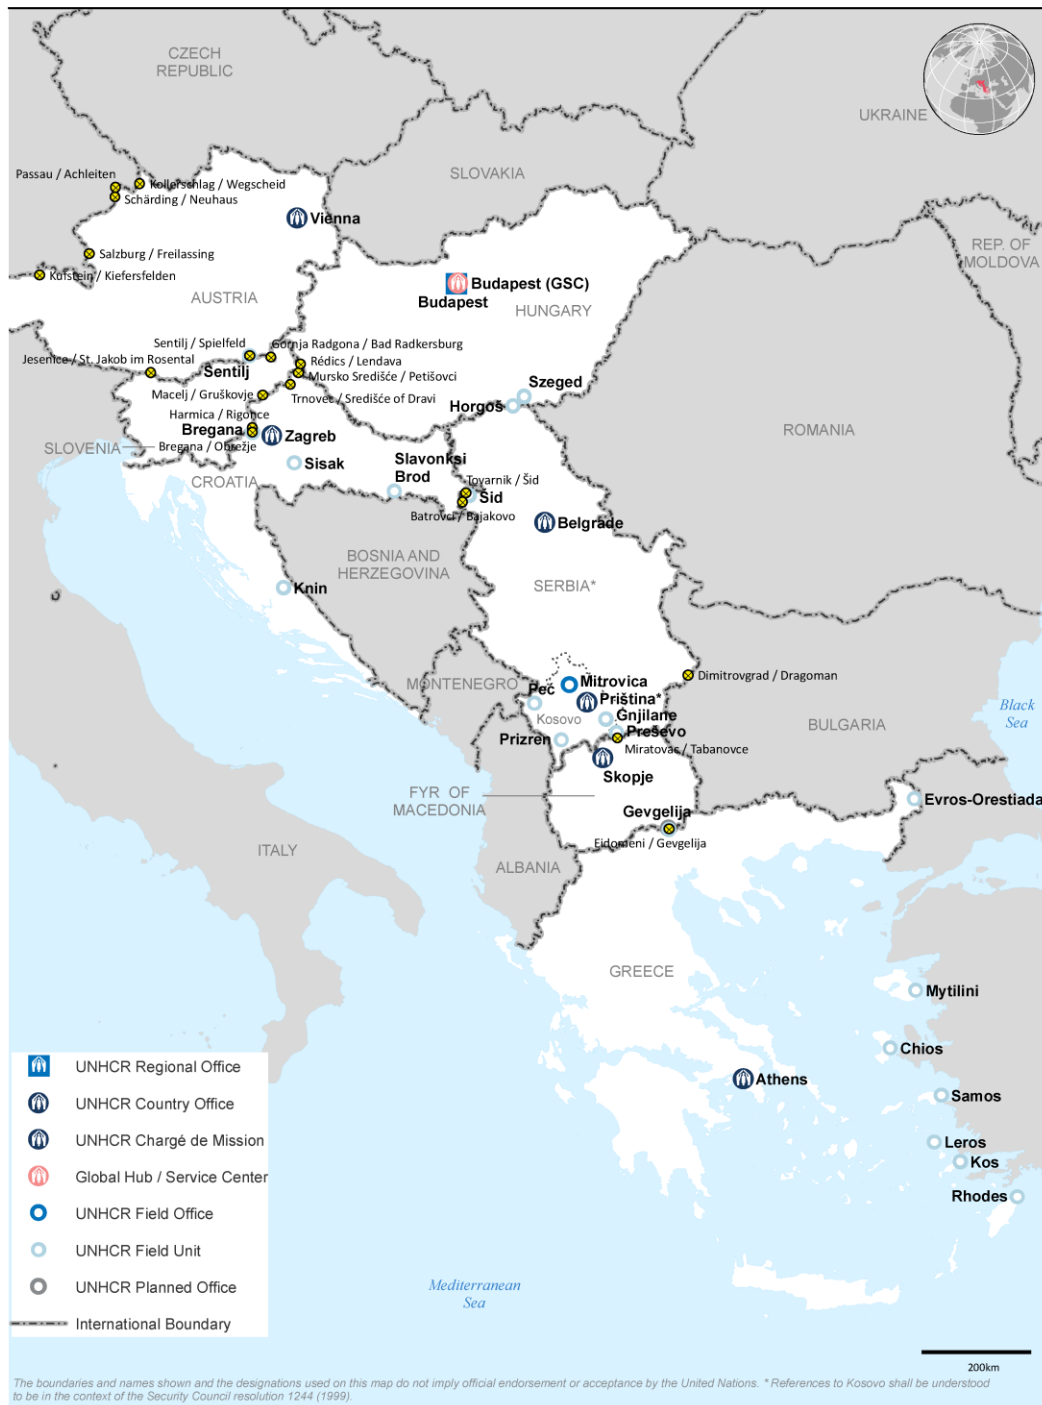 CZECH
REPUBLIC
UKRAINE
SLOVAKIA
Passau / Achleiten
Kollerschlag / Wegscheid
Schärding / Neuhaus
Vienna
REP. OF
MOLDOVA
Salzburg / Freilassing
Kufstein / Kiefersfelden
AUSTRIA
Budapest (GSC)
Budapest
HUNGARY
Sentilj / Spielfeld
Gornja Radgona / Bad Radkersburg
Jesenice / St. Jakob im Rosental
Rédics / Lendava
Sentilj
Mursko Središće / Petišovci
Szeged
Macelj / Gruškovje
Trnovec / Središće of Dravi
Horgoš
Harmica / Rigonce
Bregana
Zagreb
ROMANIA
SLOVENIA
Bregana / Obrežje
Sisak
Slavonksi
Brod
CROATIA
Tovarnik / Šid
Šid
Batrovci / Bajakovo
Belgrade
BOSNIA AND
HERZEGOVINA
Knin
SERBIA*
Dimitrovgrad / Dragoman
MONTENEGRO
Mitrovica
Peć
Priština*
Black
Sea
Kosovo
Gnjilane
BULGARIA
Prizren
Preševo
Miratovac / Tabanovce
Skopje
FYR OF
MACEDONIA
Evros-Orestiada
Gevgelija
Eidomeni / Gevgelija
ITALY
ALBANIA
GREECE
Mytilini
Chios
Athens
Samos
Leros
Kos
Rhodes
UNHCR Regional Office
UNHCR Country Office
UNHCR Chargé de Mission
Global Hub / Service Center
UNHCR Field Office
UNHCR Field Unit
UNHCR Planned Office
International Boundary
Mediterranean
Sea
200km
The boundaries and names shown and the designations used on this map do not imply official endorsement or acceptance by the United Nations. * References to Kosovo shall be understood
to be in the context of the Security Council resolution 1244 (1999).